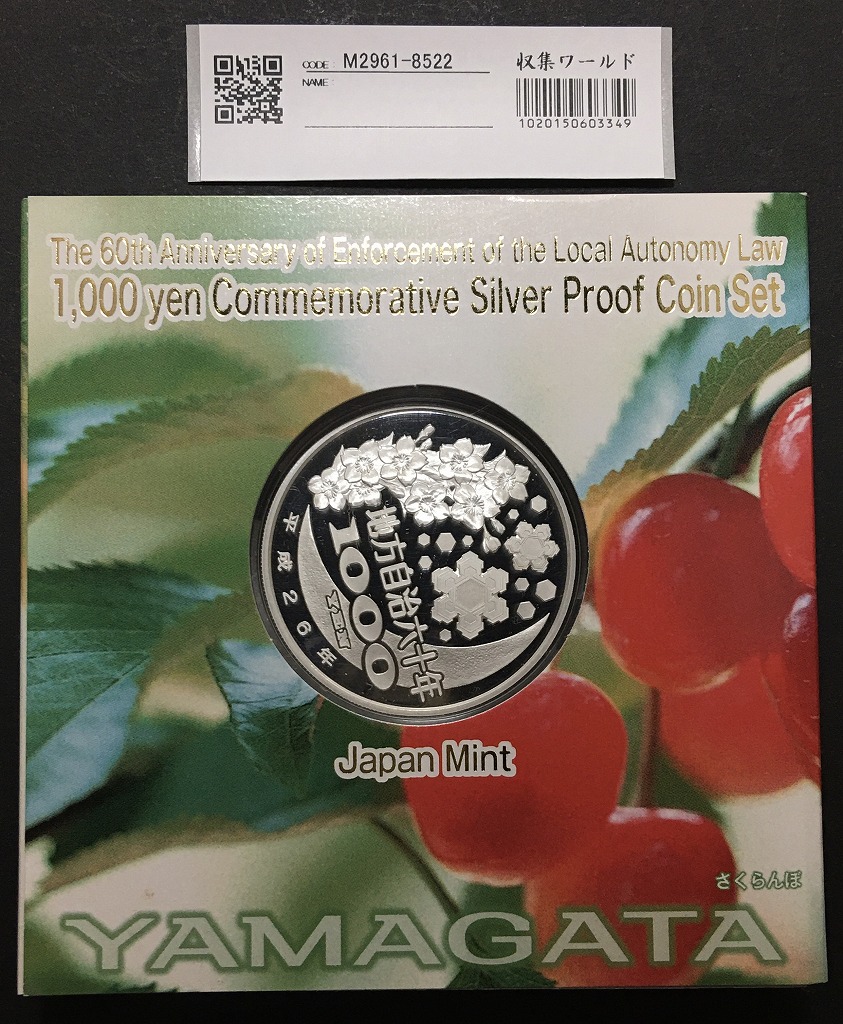 CODE : M2961-8522
NAME :
収集ワールド
1020150603349
The 60th Anniversary of Enforcement of the Local Autonomy Law
1,000 yen Commemorative Silver Proof Coin Set
地方自治六十年
1000
YEN
平成26年
Japan Mint
さくらんぼ
YAMAGATA